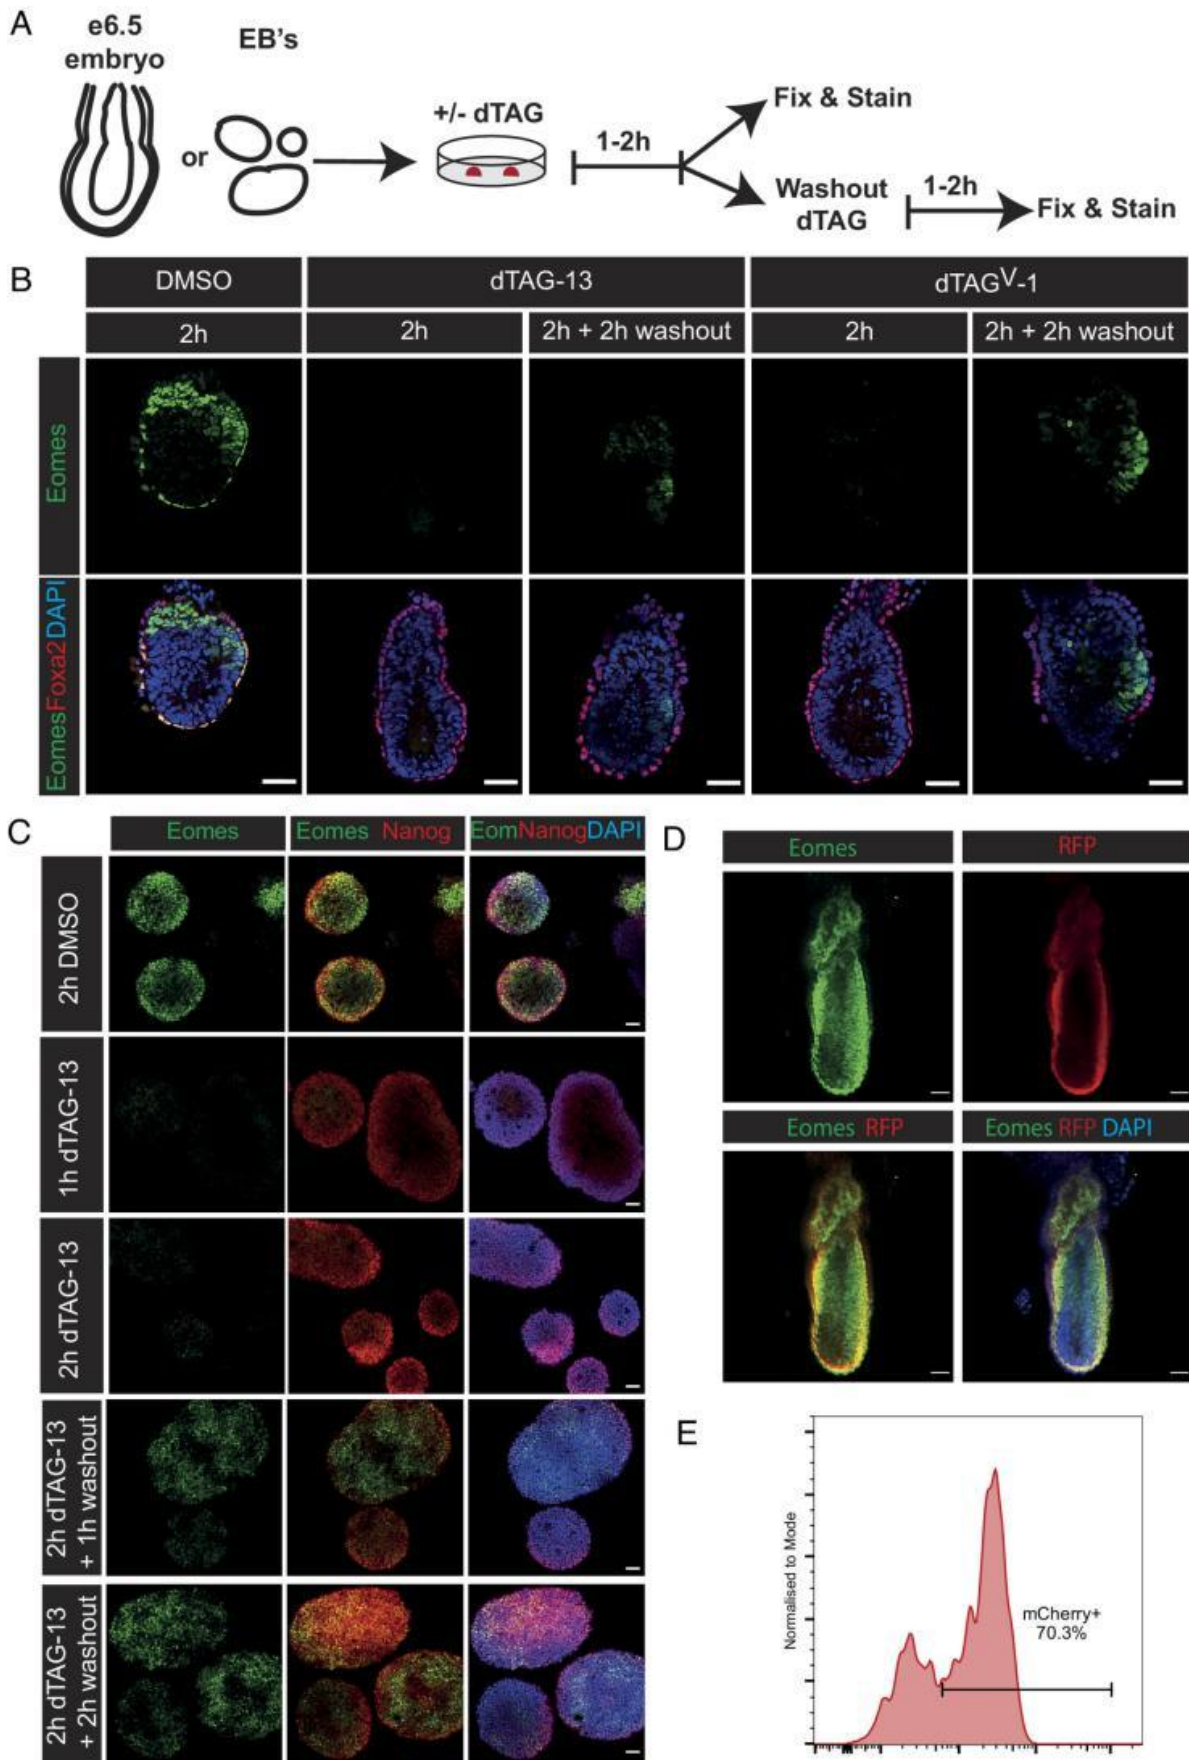 A
e6.5
embryo
EB's
or
+/- dTAG
1-2h
Fix & Stain
Washout
dTAG
1-2h
Fix & Stain
B
DMSO
dTAG-13
dTAGV-1
2h
2h
2h + 2h washout
2h
2h + 2h washout
Eomes
EomesFoxa2DAPI
C
Eomes
Eomes Nanog
EomNanogDAPI
2h DMSO
1h dTAG-13
2h dTAG-13
2h dTAG-13
+ 1h washout
2h dTAG-13
+ 2h washout
D
Eomes
RFP
Eomes RFP
Eomes RFP DAPI
E
Normalised to Mode
mCherry+
70.3%